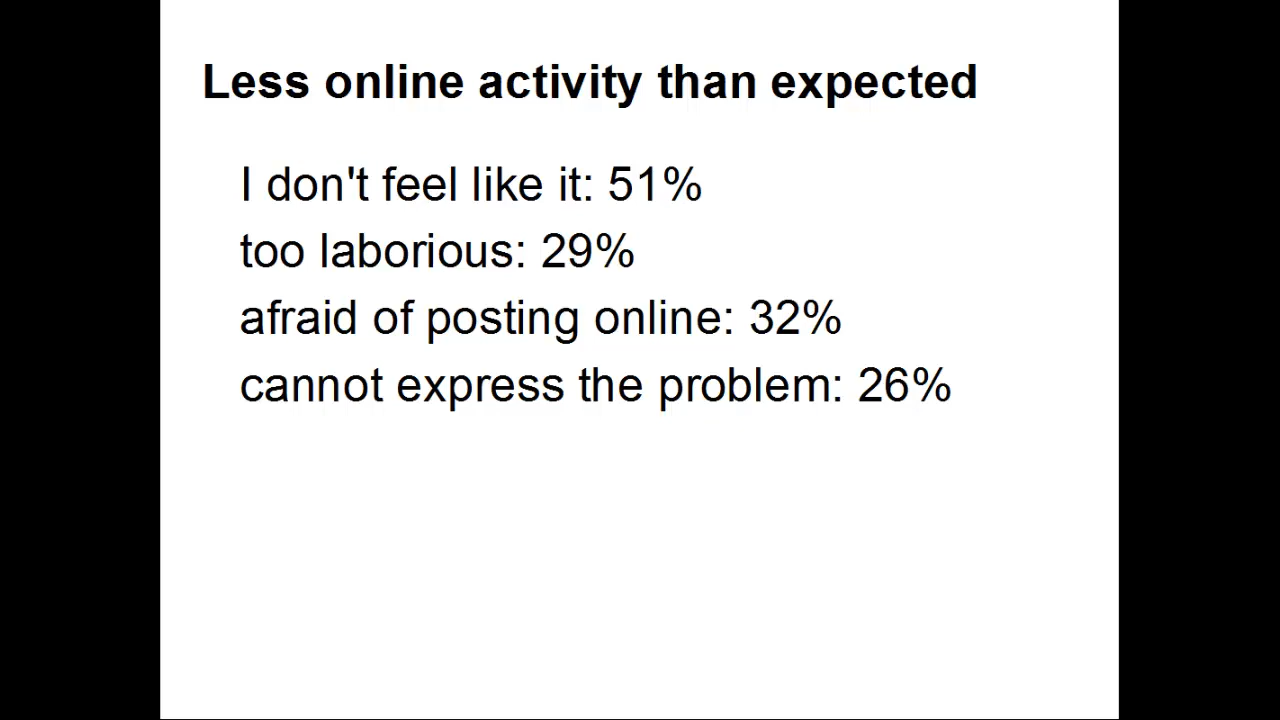 Less online activity than expected
I don't feel like it: 51%
too laborious: 29%
afraid of posting online: 32%
cannot express the problem: 26%